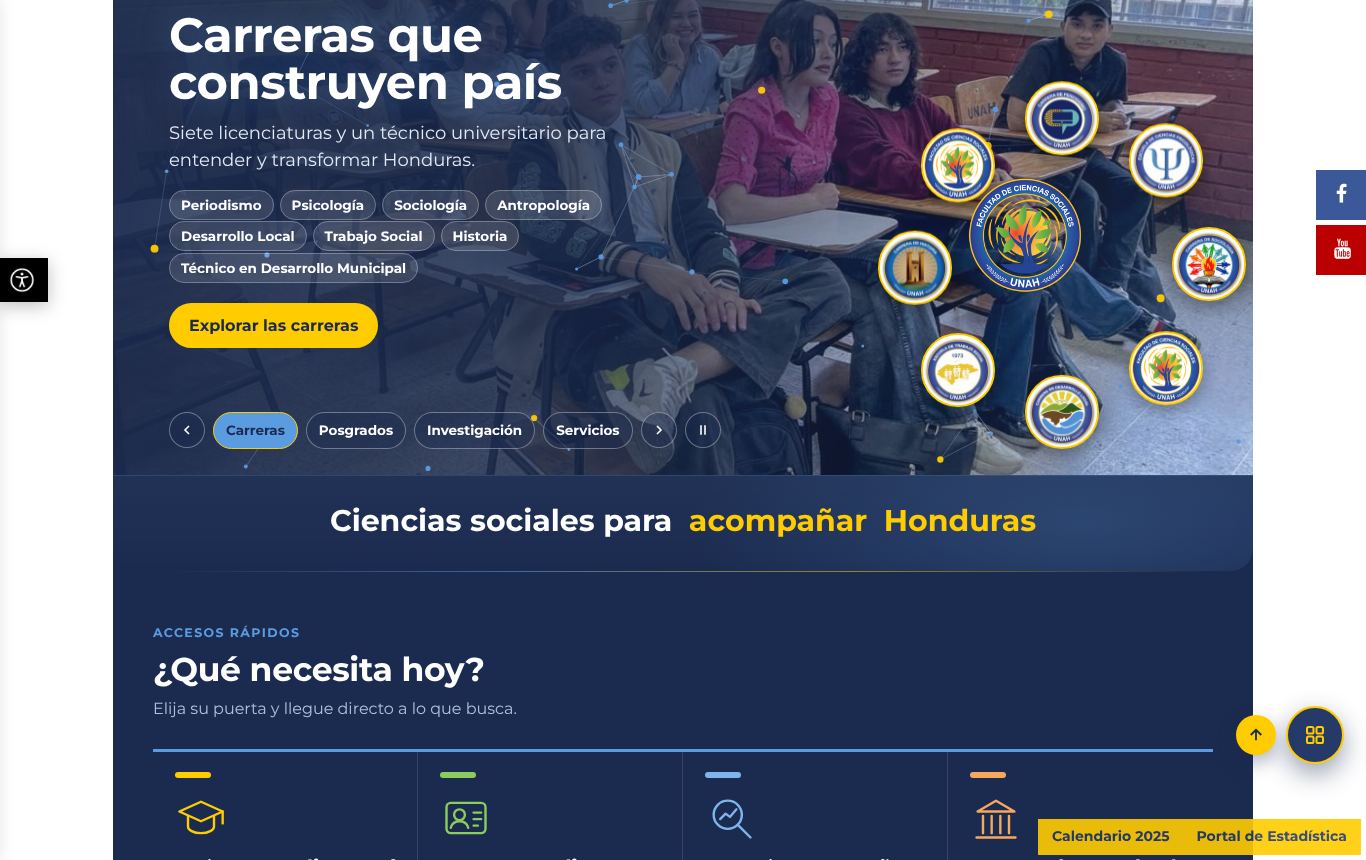 Carreras que
construyen país
Siete licenciaturas y un técnico universitario para
entender y transformar Honduras.
Periodismo
Psicología
Sociología
Antropología
Desarrollo Local
Trabajo Social
Historia
Técnico en Desarrollo Municipal
Explorar las carreras
FACULTAD DE CIENCIAS SOCIALES
UNAH
Carreras
Posgrados
Investigación
Servicios
You
Tube
Ciencias sociales para acompañar Honduras
ACCESOS RÁPIDOS
¿Qué necesita hoy?
Elija su puerta y llegue directo a lo que busca.
Calendario 2025
Portal de Estadística